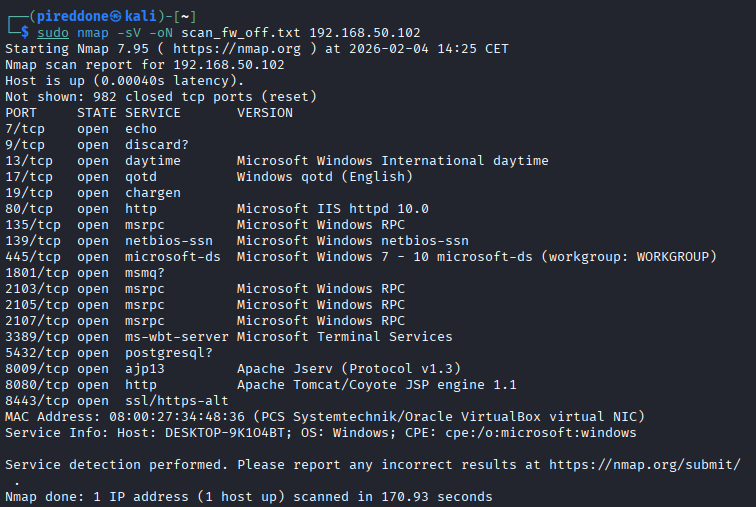 ┌──(pireddone㉿kali)-[~]
└─$ sudo nmap -sV -oN scan_fw_off.txt 192.168.50.102
Starting Nmap 7.95 ( https://nmap.org ) at 2026-02-04 14:25 CET
Nmap scan report for 192.168.50.102
Host is up (0.00040s latency).
Not shown: 982 closed tcp ports (reset)
PORT     STATE SERVICE       VERSION
7/tcp    open  echo
9/tcp    open  discard?
13/tcp   open  daytime       Microsoft Windows International daytime
17/tcp   open  qotd          Windows qotd (English)
19/tcp   open  chargen
80/tcp   open  http          Microsoft IIS httpd 10.0
135/tcp  open  msrpc         Microsoft Windows RPC
139/tcp  open  netbios-ssn   Microsoft Windows netbios-ssn
445/tcp  open  microsoft-ds  Microsoft Windows 7 - 10 microsoft-ds (workgroup: WORKGROUP)
1801/tcp open  msmq?
2103/tcp open  msrpc         Microsoft Windows RPC
2105/tcp open  msrpc         Microsoft Windows RPC
2107/tcp open  msrpc         Microsoft Windows RPC
3389/tcp open  ms-wbt-server Microsoft Terminal Services
5432/tcp open  postgresql?
8009/tcp open  ajp13         Apache Jserv (Protocol v1.3)
8080/tcp open  http          Apache Tomcat/Coyote JSP engine 1.1
8443/tcp open  ssl/https-alt
MAC Address: 08:00:27:34:48:36 (PCS Systemtechnik/Oracle VirtualBox virtual NIC)
Service Info: Host: DESKTOP-9K1O4BT; OS: Windows; CPE: cpe:/o:microsoft:windows

Service detection performed. Please report any incorrect results at https://nmap.org/submit/
 .
Nmap done: 1 IP address (1 host up) scanned in 170.93 seconds